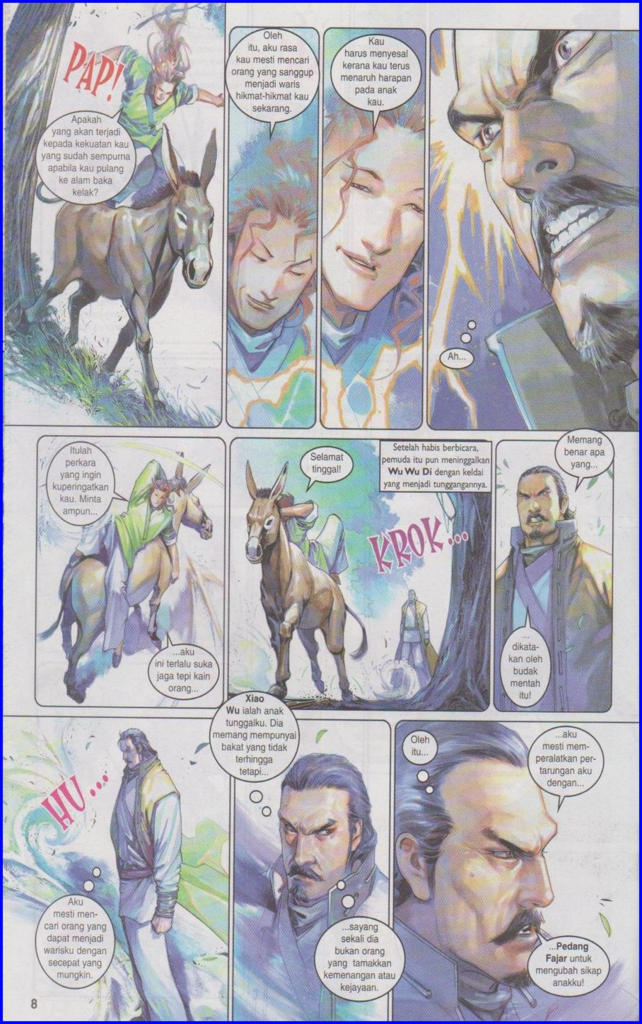 PAP!
Apakah
yang akan terjadi
kepada kekuatan kau
yang sudah sempurna
apabila kau pulang
ke alam baka
kelak?
Oleh
itu, aku rasa
kau mesti mencari
orang yang sanggup
menjadi waris
hikmat-hikmat kau
sekarang.
Kau
harus menyesal
kerana kau terus
menaruh harapan
pada anak
kau.
Ah...
Itulah
perkara
yang ingin
kuperingatkan
kau. Minta
ampun...
...aku
ini terlalu suka
jaga tepi kain
orang...
Selamat
tinggal!
Setelah habis berbicara,
pemuda itu pun meninggalkan
Wu Wu Di dengan keldai
yang menjadi tunggangannya.
KROK...
Memang
benar apa
yang...
...
dikata-
kan oleh
budak
mentah
itu!
HU...
Aku
mesti men-
cari orang yang
dapat menjadi
warisku dengan
secepat yang
mungkin.
Xiao
Wu ialah anak
tunggalku. Dia
memang mempunyai
bakat yang tidak
terhingga
tetapi...
...sayang
sekali dia
bukan orang
yang tamakkan
kemenangan atau
kejayaan.
Oleh
itu...
...aku
mesti mem-
peralatkan per-
tarungan aku
dengan...
...Pedang
Fajar untuk
mengubah sikap
anakku!
8